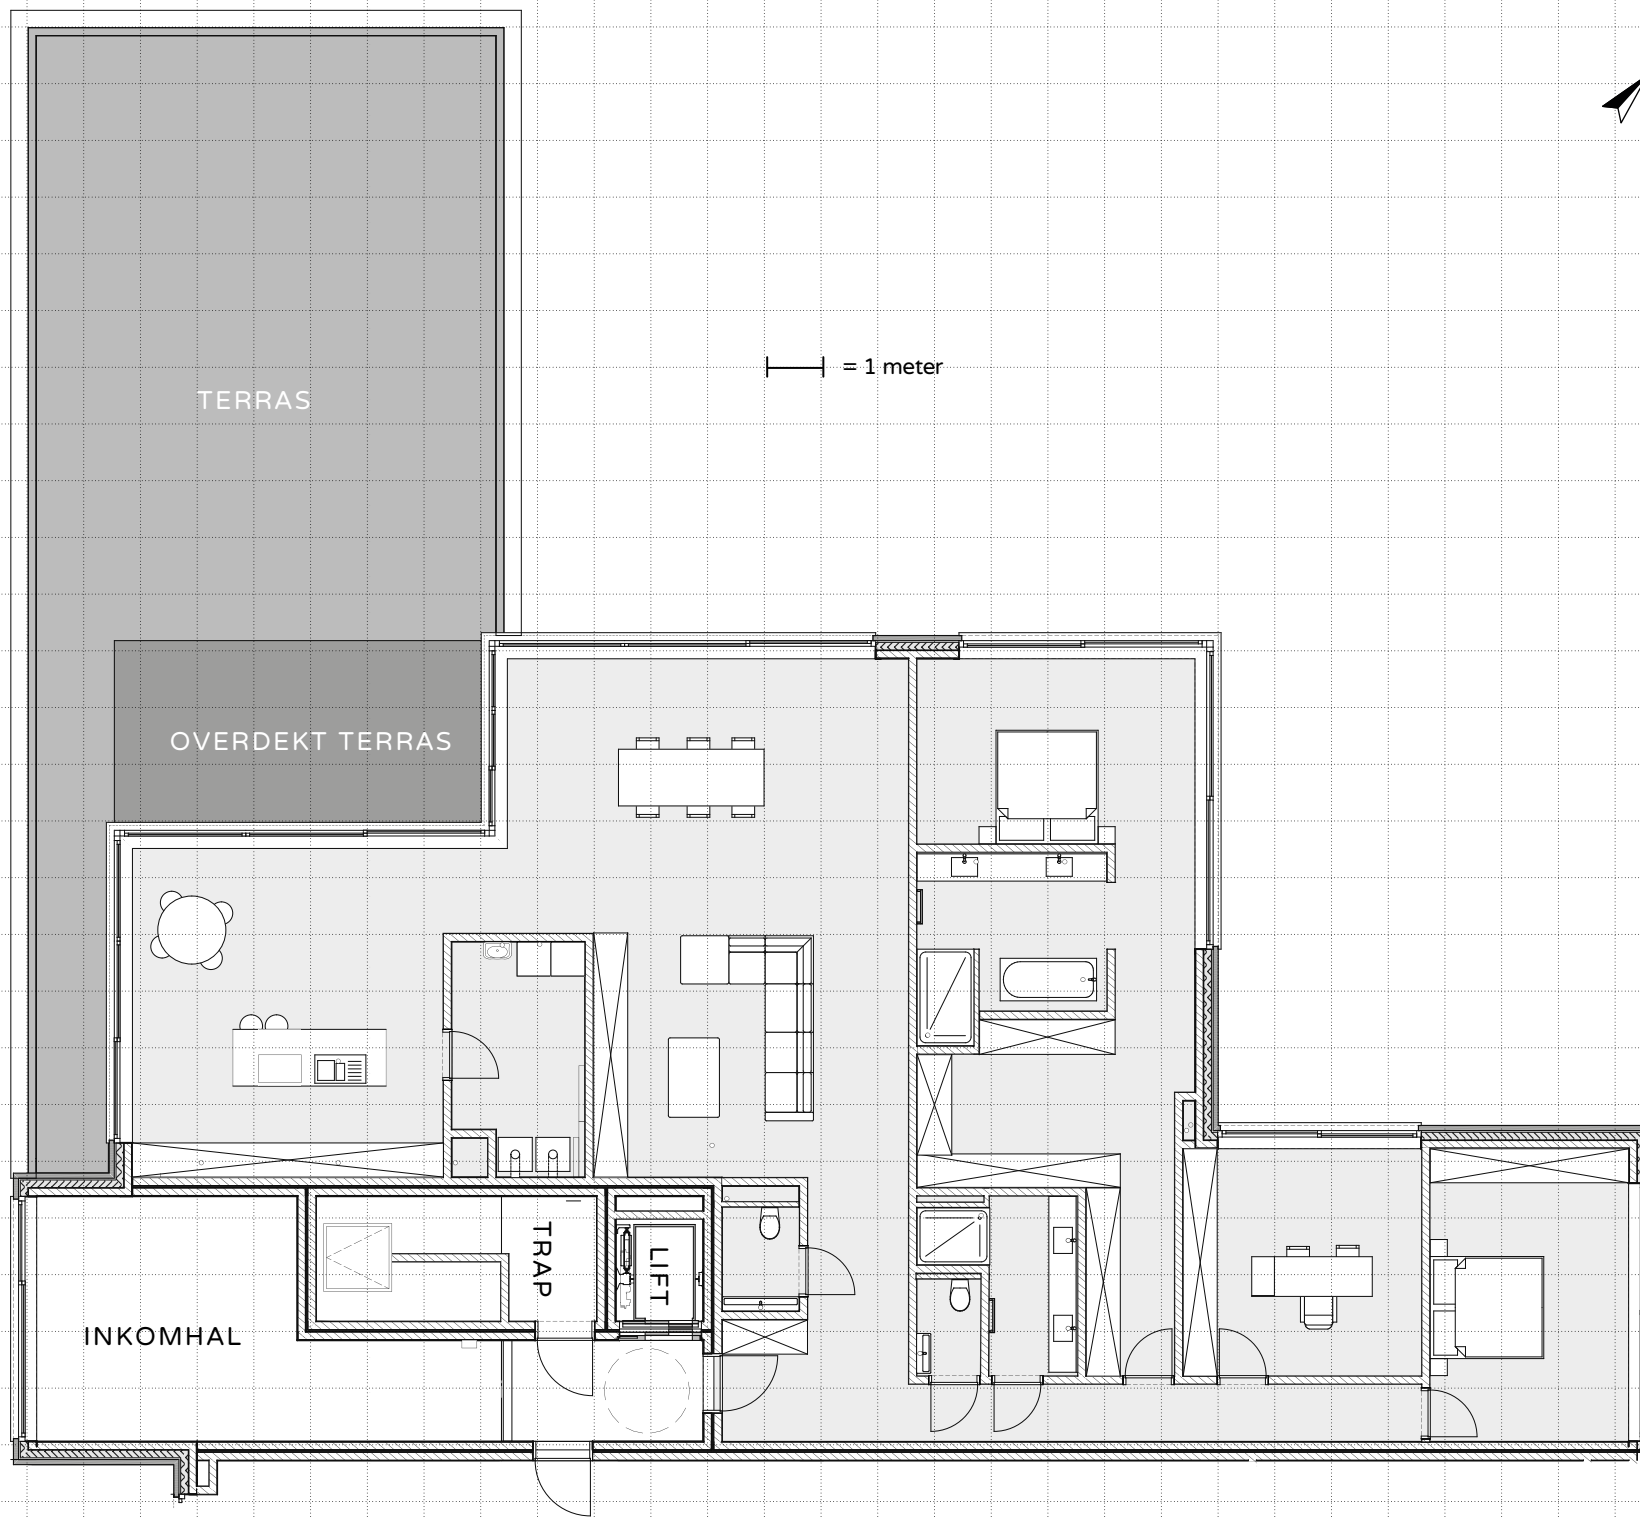 = 1 meter
TERRAS
OVERDEKT TERRAS
TRAP
LIFT
INKOMHAL